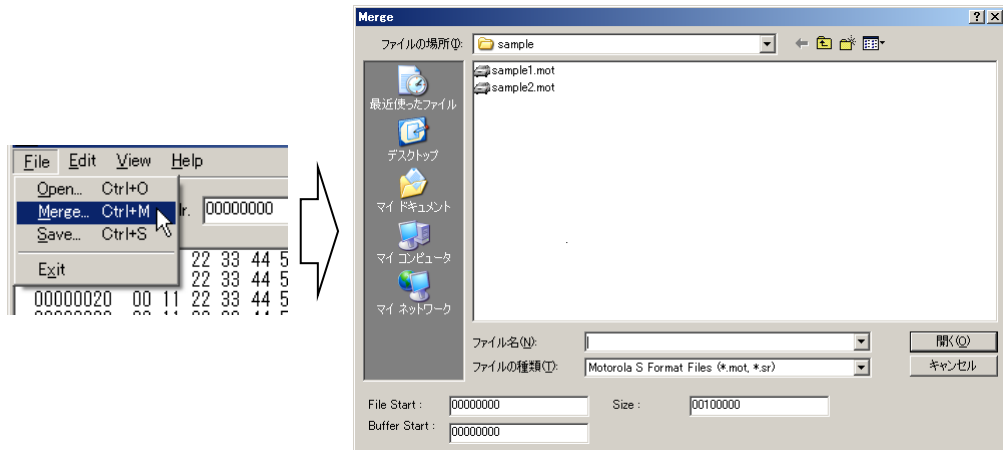 File Edit View Help
Open... Ctrl+O
Merge... Ctrl+M
Save... Ctrl+S
Exit
r. 00000000
22 33 44 5
22 33 44 5
00000020 00 11 22 33 44 5
Merge
ファイルの場所(I): sample
sample1.mot
sample2.mot
最近使ったファイル
デスクトップ
マイ ドキュメント
マイ コンピュータ
マイ ネットワーク
ファイル名(N): 開く(O)
ファイルの種類(T): Motorola S Format Files (*.mot, *.sr) キャンセル
File Start : 00000000 Size : 00100000
Buffer Start : 00000000